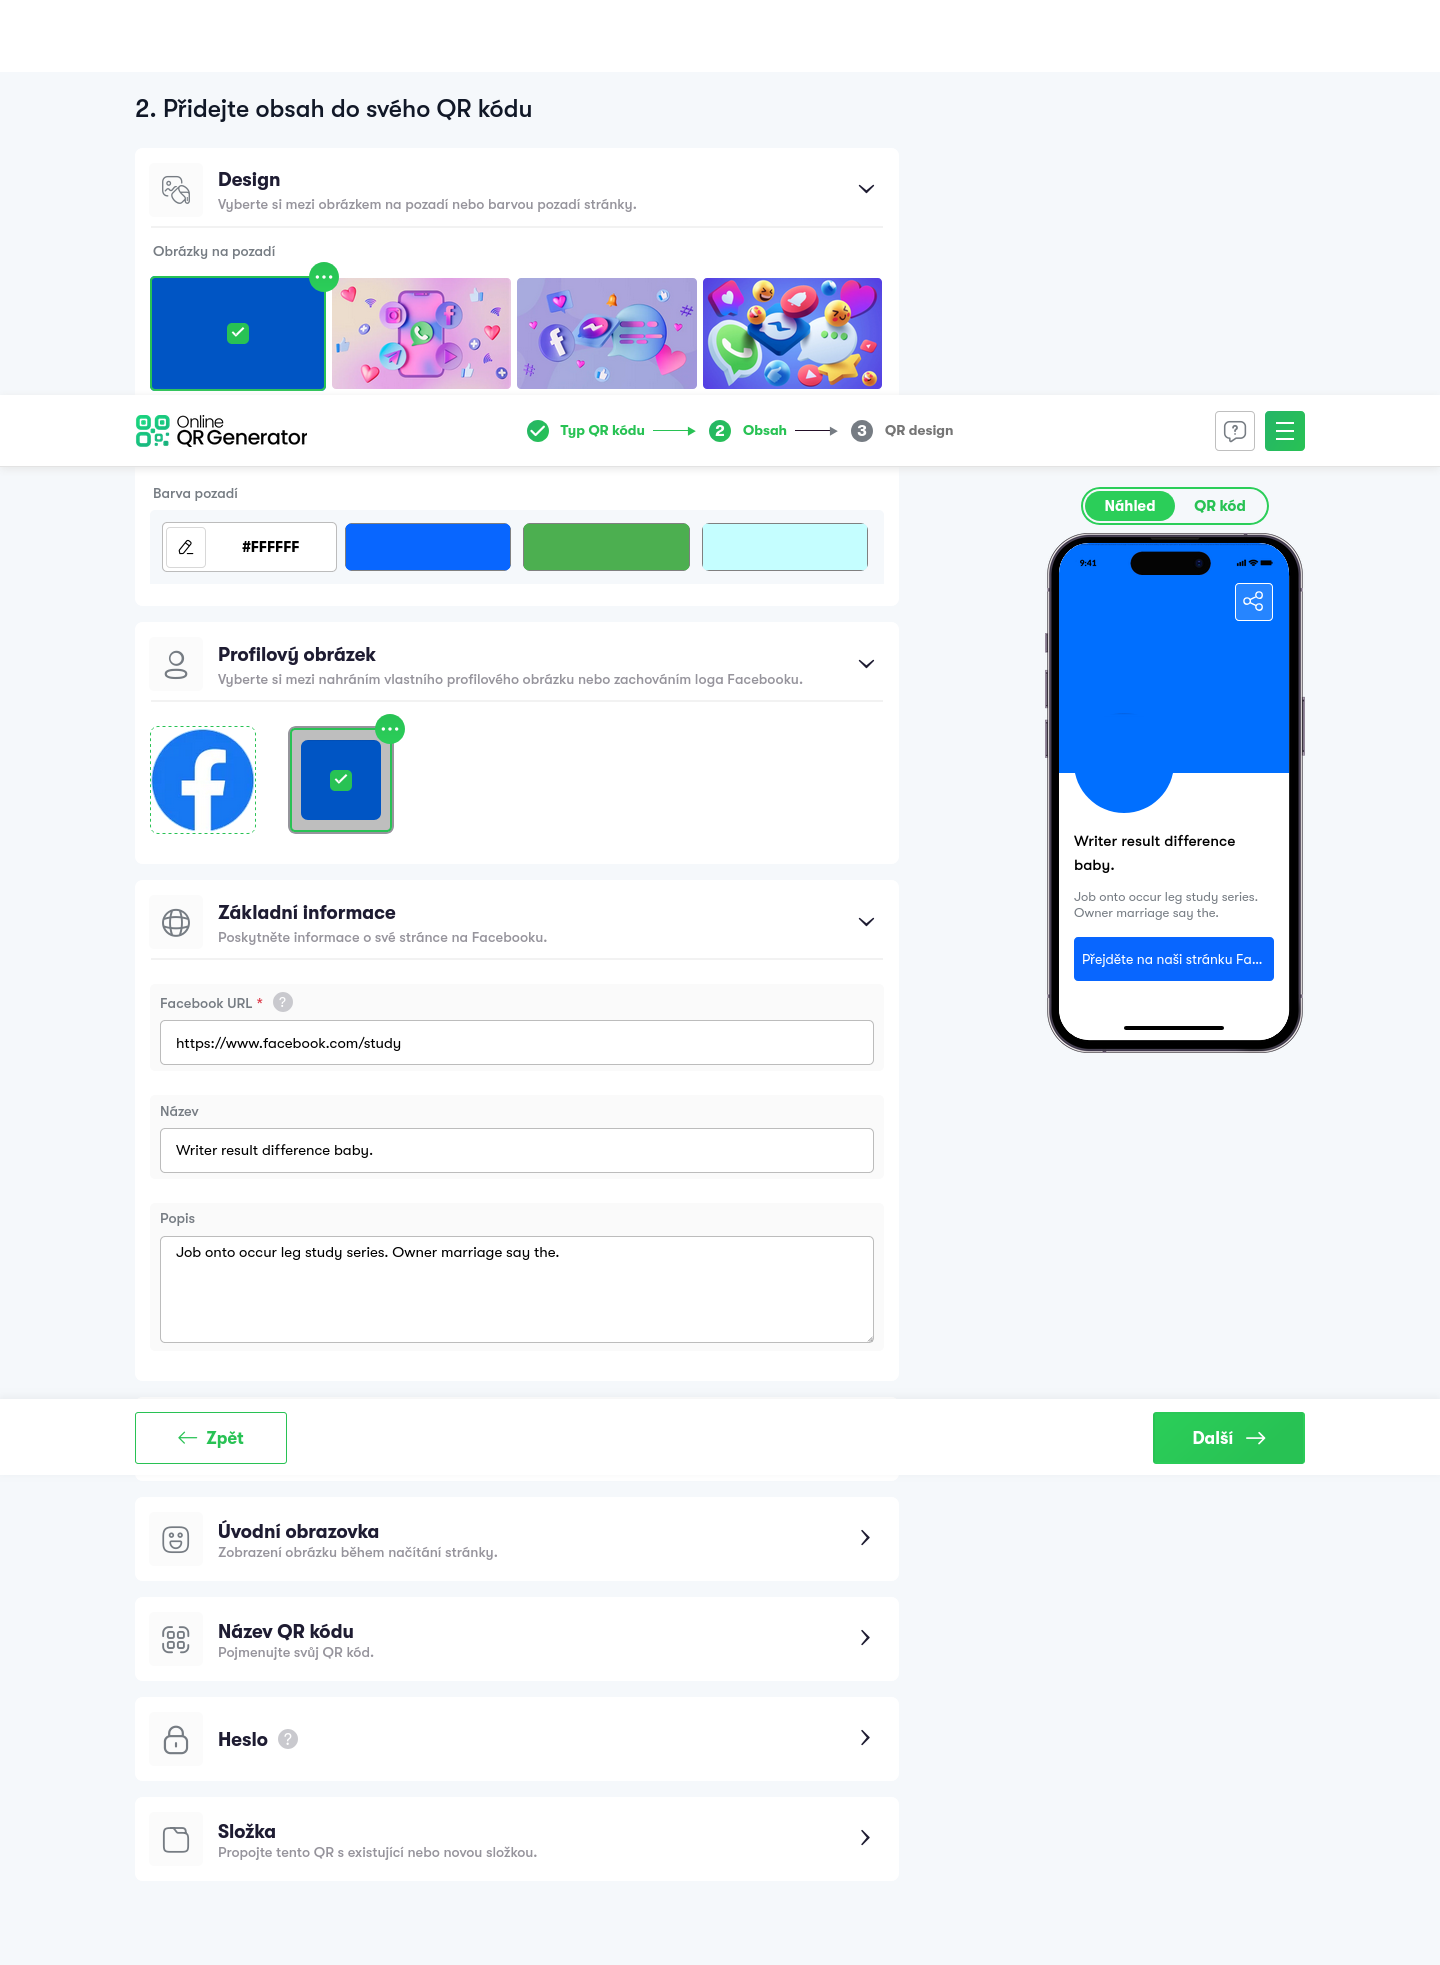 2. Přidejte obsah do svého QR kódu
Design
Vyberte si mezi obrázkem na pozadí nebo barvou pozadí stránky.
Obrázky na pozadí
Online
QR Generator
Typ QR kódu
2
Obsah
3
QR design
Barva pozadí
#FFFFFF
Náhled
QR kód
9:41
Profilový obrázek
Vyberte si mezi nahráním vlastního profilového obrázku nebo zachováním loga Facebooku.
Writer result difference
baby.
Job onto occur leg study series.
Owner marriage say the.
Přejděte na naši stránku Fa...
Základní informace
Poskytněte informace o své stránce na Facebooku.
Facebook URL *
?
https://www.facebook.com/study
Název
Writer result difference baby.
Popis
Job onto occur leg study series. Owner marriage say the.
Zpět
Další
Úvodní obrazovka
Zobrazení obrázku během načítání stránky.
Název QR kódu
Pojmenujte svůj QR kód.
Heslo
?
Složka
Propojte tento QR s existující nebo novou složkou.